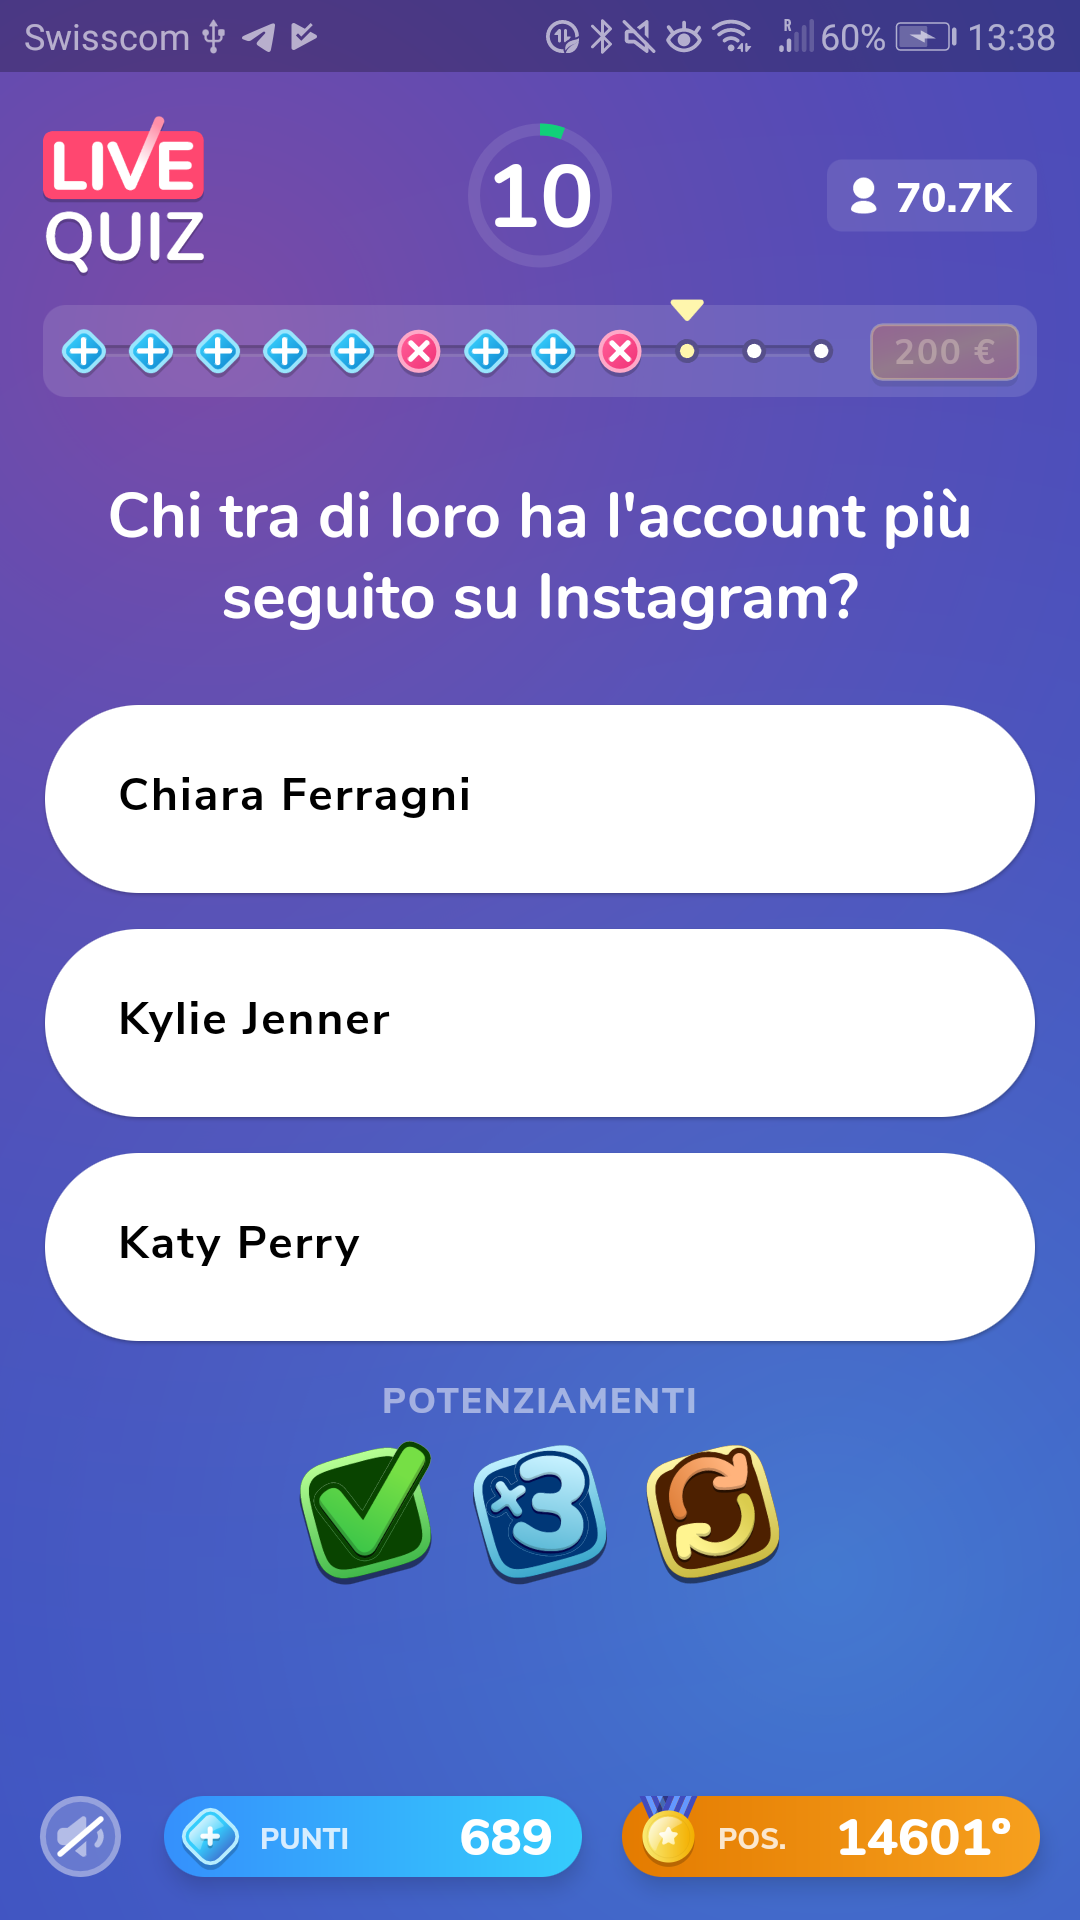 Swisscom 60% 13:38
LIVE
QUIZ
10
70.7K
200 €
Chi tra di loro ha l'account più
seguito su Instagram?
Chiara Ferragni
Kylie Jenner
Katy Perry
POTENZIAMENTI
×3
PUNTI 689
POS. 14601°